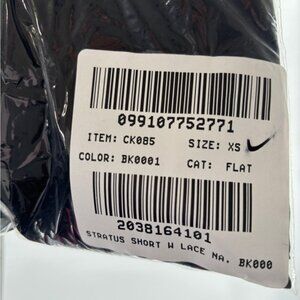 099107752771
ITEM: CK085 SIZE: XS
COLOR: BK0001 CAT: FLAT
2038164101
STRATUS SHORT W LACE NA. BK000